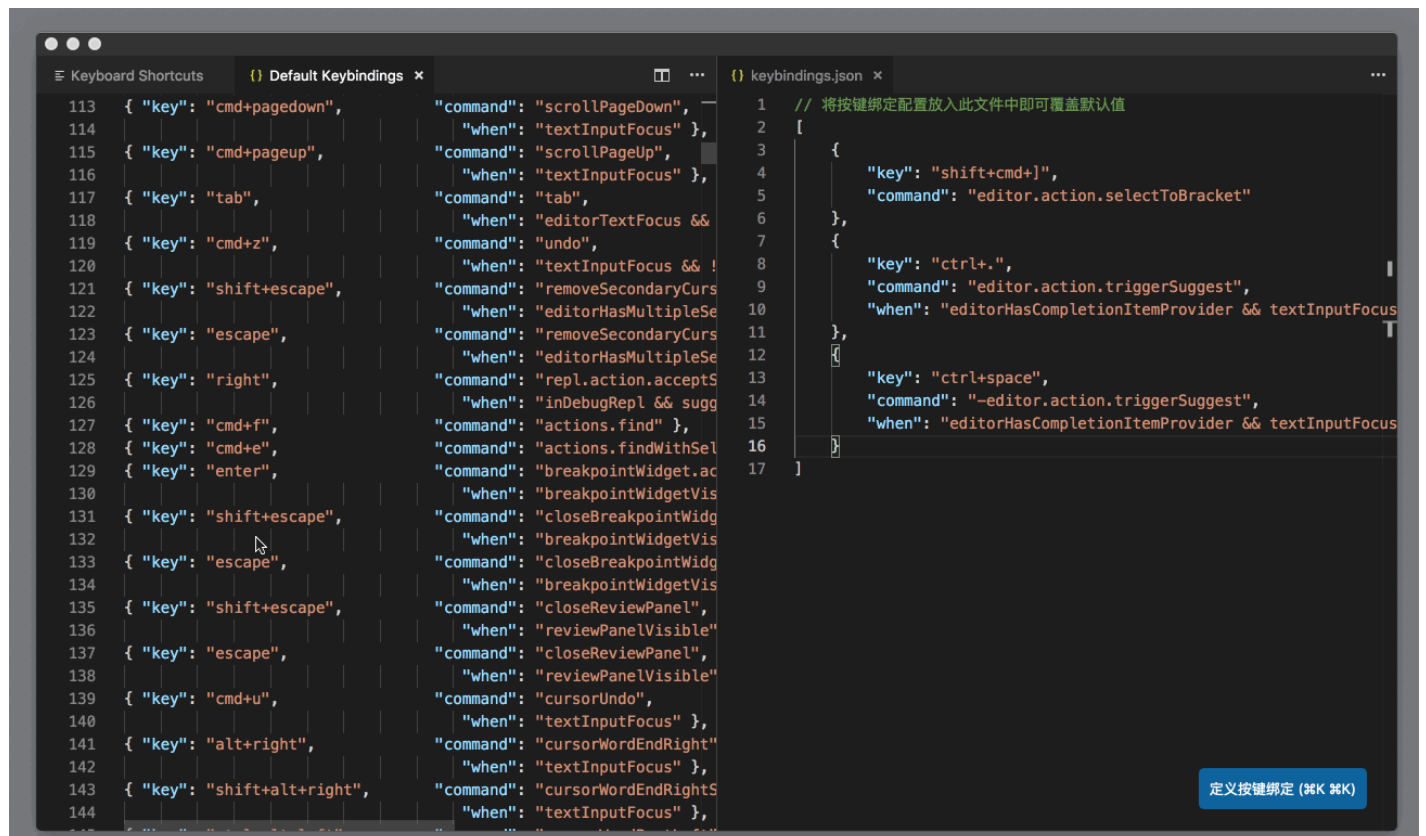 Keyboard Shortcuts
{} Default Keybindings ×
113 { "key": "cmd+pagedown", "command": "scrollPageDown",
114 "when": "textInputFocus" },
115 { "key": "cmd+pageup", "command": "scrollPageUp",
116 "when": "textInputFocus" },
117 { "key": "tab", "command": "tab",
118 "when": "editorTextFocus &&
119 { "key": "cmd+z", "command": "undo",
120 "when": "textInputFocus && !
121 { "key": "shift+escape", "command": "removeSecondaryCurs
122 "when": "editorHasMultipleSe
123 { "key": "escape", "command": "removeSecondaryCurs
124 "when": "editorHasMultipleSe
125 { "key": "right", "command": "repl.action.acceptS
126 "when": "inDebugRepl && sugg
127 { "key": "cmd+f", "command": "actions.find" },
128 { "key": "cmd+e", "command": "actions.findWithSel
129 { "key": "enter", "command": "breakpointWidget.ac
130 "when": "breakpointWidgetVis
131 { "key": "shift+escape", "command": "closeBreakpointWidg
132 "when": "breakpointWidgetVis
133 { "key": "escape", "command": "closeBreakpointWidg
134 "when": "breakpointWidgetVis
135 { "key": "shift+escape", "command": "closeReviewPanel",
136 "when": "reviewPanelVisible"
137 { "key": "escape", "command": "closeReviewPanel",
138 "when": "reviewPanelVisible"
139 { "key": "cmd+u", "command": "cursorUndo",
140 "when": "textInputFocus" },
141 { "key": "alt+right", "command": "cursorWordEndRight"
142 "when": "textInputFocus" },
143 { "key": "shift+alt+right", "command": "cursorWordEndRightS
144 "when": "textInputFocus" },
{} keybindings.json ×
1 // 将按键绑定配置放入此文件中即可覆盖默认值
2 [
3 {
4 "key": "shift+cmd+]",
5 "command": "editor.action.selectToBracket"
6 },
7 {
8 "key": "ctrl+.",
9 "command": "editor.action.triggerSuggest",
10 "when": "editorHasCompletionItemProvider && textInputFocus
11 },
12 {
13 "key": "ctrl+space",
14 "command": "-editor.action.triggerSuggest",
15 "when": "editorHasCompletionItemProvider && textInputFocus
16 }
17 ]
定义按键绑定 (⌘K ⌘K)